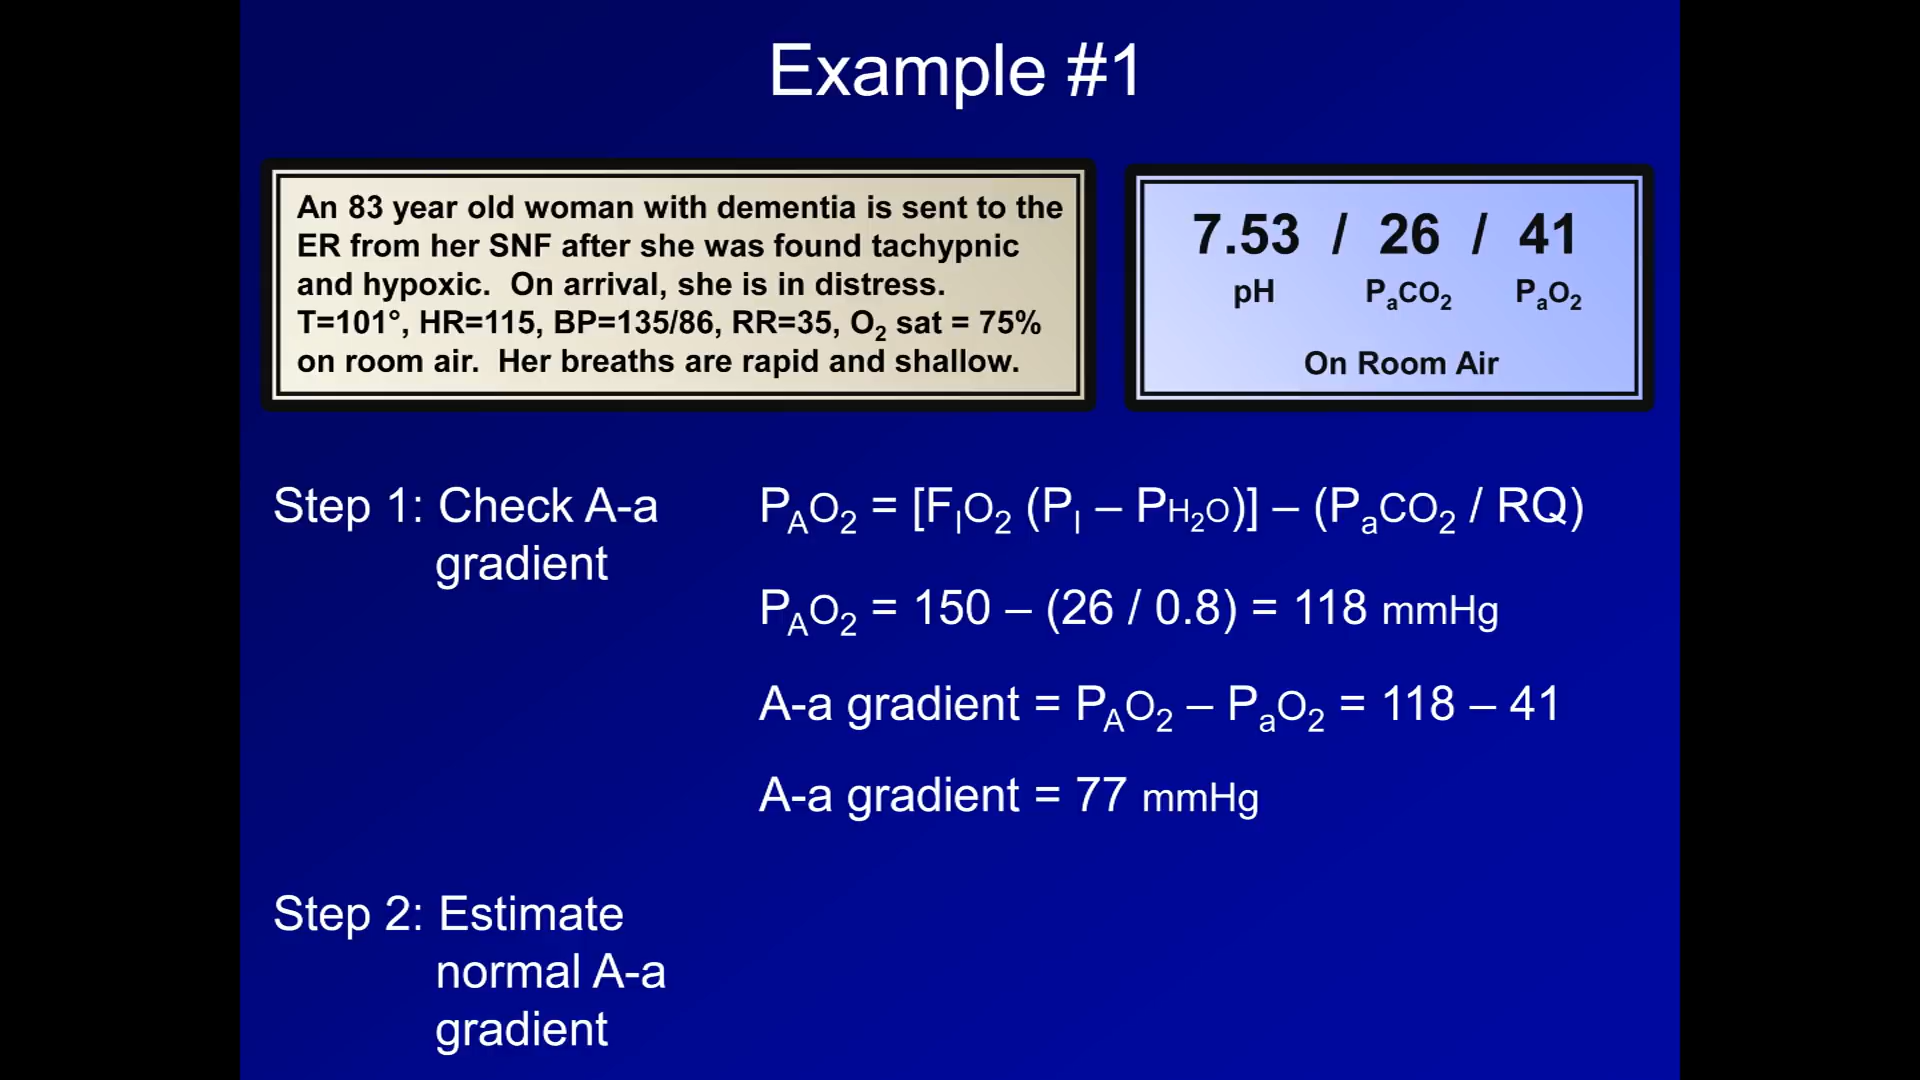 Example #1
An 83 year old woman with dementia is sent to the
ER from her SNF after she was found tachypnic
and hypoxic.  On arrival, she is in distress.
T=101°, HR=115, BP=135/86, RR=35, O₂ sat = 75%
on room air.  Her breaths are rapid and shallow.
7.53 / 26 / 41
pH PaCO₂ PaO₂
On Room Air
Step 1: Check A-a
gradient
PAO₂ = [FIO₂ (PI – PH₂O)] – (PaCO₂ / RQ)
PAO₂ = 150 – (26 / 0.8) = 118 mmHg
A-a gradient = PAO₂ – PaO₂ = 118 – 41
A-a gradient = 77 mmHg
Step 2: Estimate
normal A-a
gradient